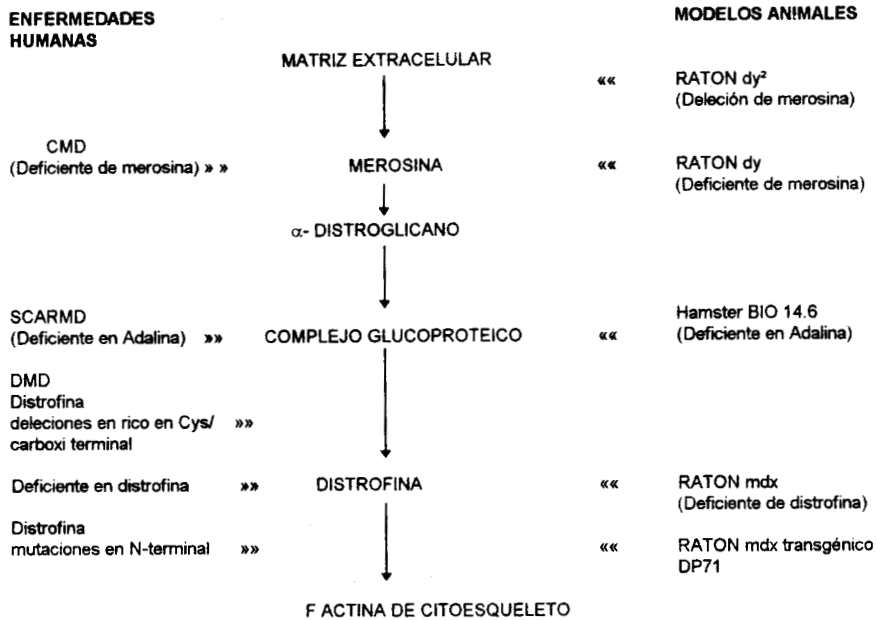 ENFERMEDADES
HUMANAS
MODELOS ANIMALES
MATRIZ EXTRACELULAR
««
RATON dy²
(Deleción de merosina)
CMD
(Deficiente de merosina) » »
MEROSINA
««
RATON dy
(Deficiente de merosina)
α- DISTROGLICANO
SCARMD
(Deficiente en Adalina) »»
COMPLEJO GLUCOPROTEICO
««
Hamster BIO 14.6
(Deficiente en Adalina)
DMD
Distrofina
deleciones en rico en Cys/ »»
carboxi terminal
Deficiente en distrofina »»
DISTROFINA
««
RATON mdx
(Deficiente de distrofina)
Distrofina
mutaciones en N-terminal »»
««
RATON mdx transgénico
DP71
F ACTINA DE CITOESQUELETO